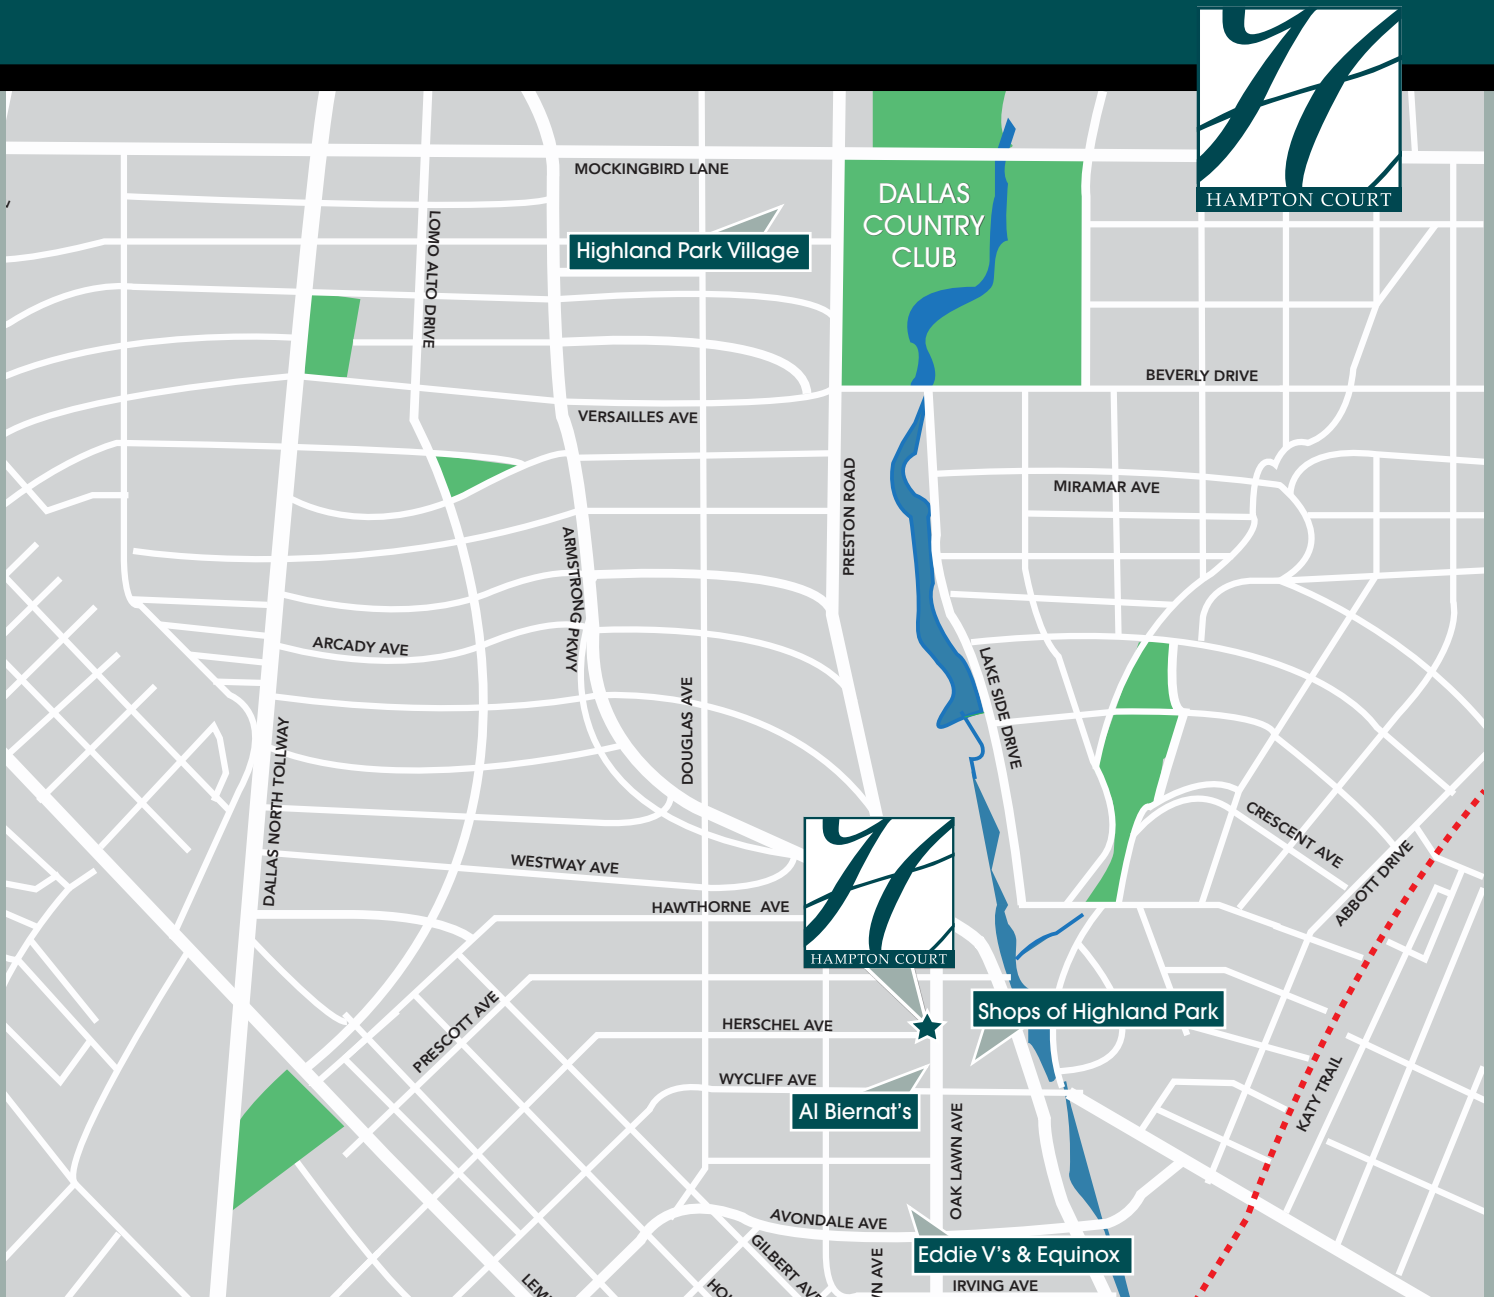 HAMPTON COURT
MOCKINGBIRD LANE
DALLAS
COUNTRY
CLUB
LOMO ALTO DRIVE
Highland Park Village
BEVERLY DRIVE
VERSAILLES AVE
PRESTON ROAD
MIRAMAR AVE
ARMSTRONG PKWY
ARCADY AVE
LAKE SIDE DRIVE
DOUGLAS AVE
DALLAS NORTH TOLLWAY
CRESCENT AVE
ABBOTT DRIVE
WESTWAY AVE
HAWTHORNE AVE
HAMPTON COURT
PRESCOTT AVE
Shops of Highland Park
HERSCHEL AVE
KATY TRAIL
WYCLIFF AVE
Al Biernat's
OAK LAWN AVE
AVONDALE AVE
GILBERT AVE
Eddie V's & Equinox
IRVING AVE